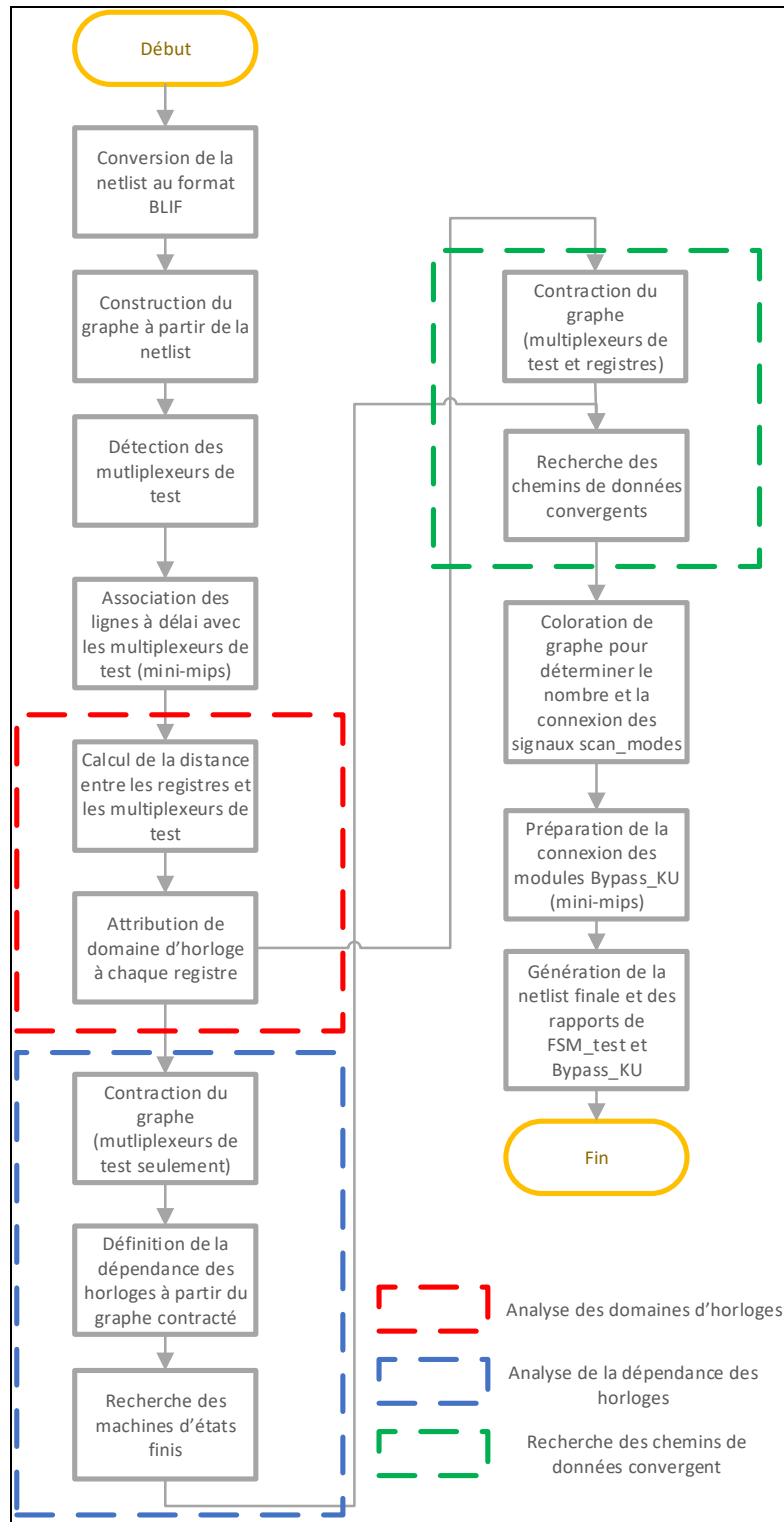 Début
Conversion de la
netlist au format
BLIF
Construction du
graphe à partir de la
netlist
Détection des
mutliplexeurs de
test
Association des
lignes à délai avec
les multiplexeurs de
test (mini-mips)
Calcul de la distance
entre les registres et
les multiplexeurs de
test
Attribution de
domaine d'horloge
à chaque registre
Contraction du
graphe
(mutliplexeurs de
test seulement)
Définition de la
dépendance des
horloges à partir du
graphe contracté
Recherche des
machines d'états
finis
Contraction du
graphe
(multiplexeurs de
test et registres)
Recherche des
chemins de données
convergents
Coloration de
graphe pour
déterminer le
nombre et la
connexion des
signaux scan_modes
Préparation de la
connexion des
modules Bypass_KU
(mini-mips)
Génération de la
netlist finale et des
rapports de
FSM_test et
Bypass_KU
Fin
Analyse des domaines d'horloges
Analyse de la dépendance des
horloges
Recherche des chemins de
données convergent